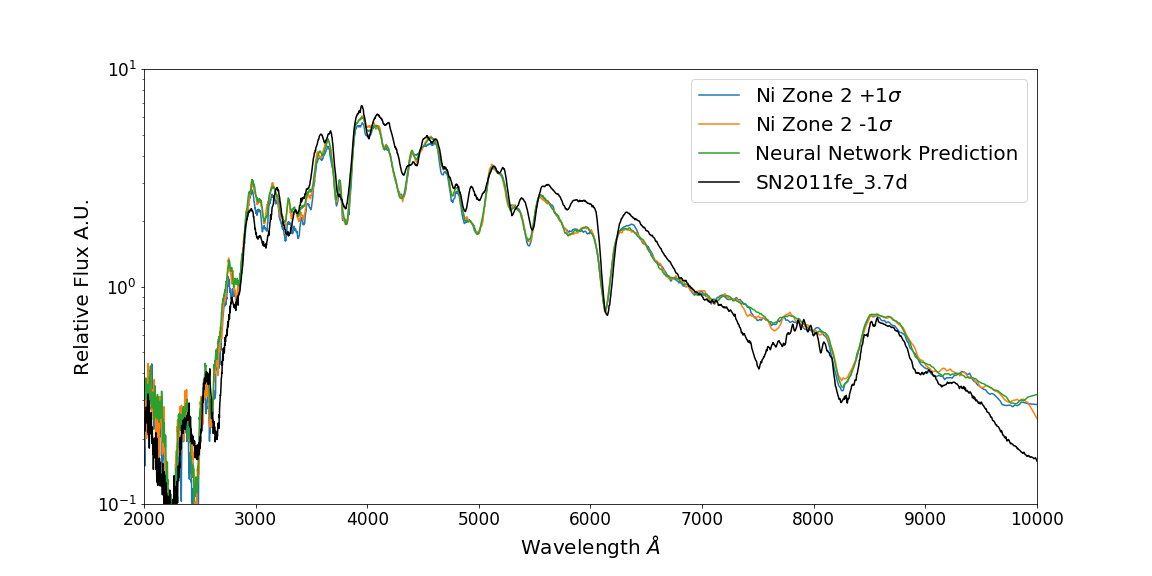 10¹
10⁰
10⁻¹
Relative Flux A.U.
Ni Zone 2 +1σ
Ni Zone 2 -1σ
Neural Network Prediction
SN2011fe_3.7d
2000 3000 4000 5000 6000 7000 8000 9000 10000
Wavelength Å